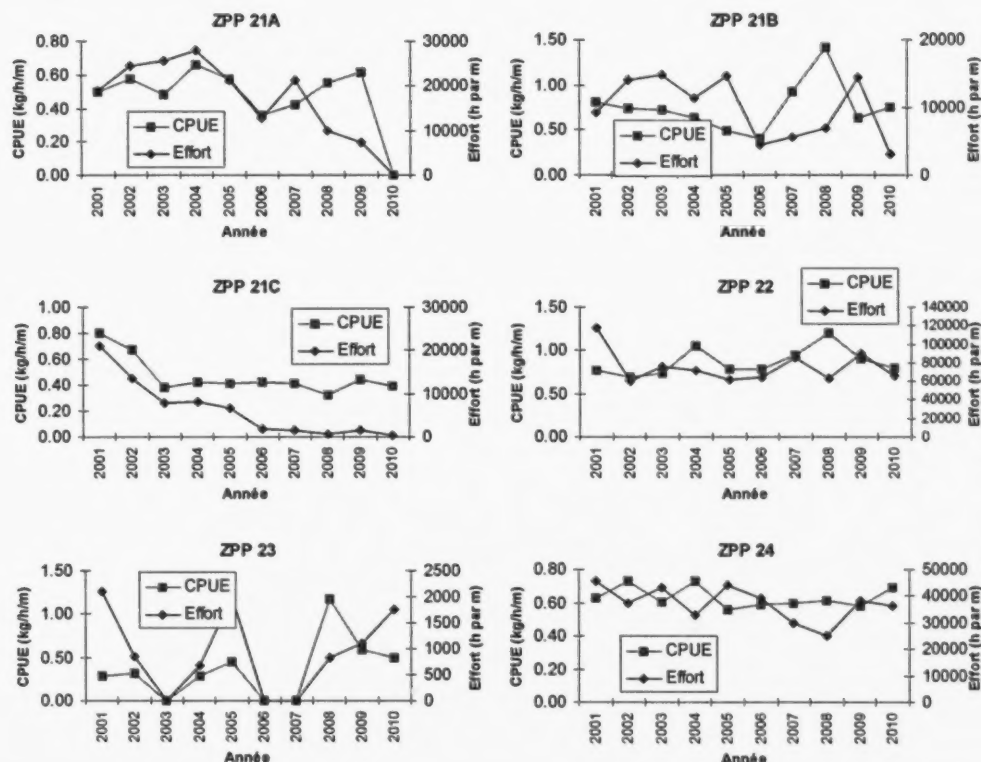 ZPP 21A
CPUE (kg/h/m)
0.80
0.60
0.40
0.20
0.00
CPUE
Effort
30000
20000
10000
0
Effort (h par m)
2001 2002 2003 2004 2005 2006 2007 2008 2009 2010
Année
ZPP 21B
CPUE (kg/h/m)
1.50
1.00
0.50
0.00
CPUE
Effort
20000
10000
0
Effort (h par m)
2001 2002 2003 2004 2005 2006 2007 2008 2009 2010
Année
ZPP 21C
CPUE (kg/h/m)
1.00
0.80
0.60
0.40
0.20
0.00
CPUE
Effort
30000
20000
10000
0
Effort (h par m)
2001 2002 2003 2004 2005 2006 2007 2008 2009 2010
Année
ZPP 22
CPUE (kg/h/m)
1.50
1.00
0.50
0.00
CPUE
Effort
140000
120000
100000
80000
60000
40000
20000
0
Effort (h par m)
2001 2002 2003 2004 2005 2006 2007 2008 2009 2010
Année
ZPP 23
CPUE (kg/h/m)
1.50
1.00
0.50
0.00
CPUE
Effort
2500
2000
1500
1000
500
0
Effort (h par m)
2001 2002 2003 2004 2005 2006 2007 2008 2009 2010
Année
ZPP 24
CPUE (kg/h/m)
0.80
0.60
0.40
0.20
0.00
CPUE
Effort
50000
40000
30000
20000
10000
0
Effort (h par m)
2001 2002 2003 2004 2005 2006 2007 2008 2009 2010
Année